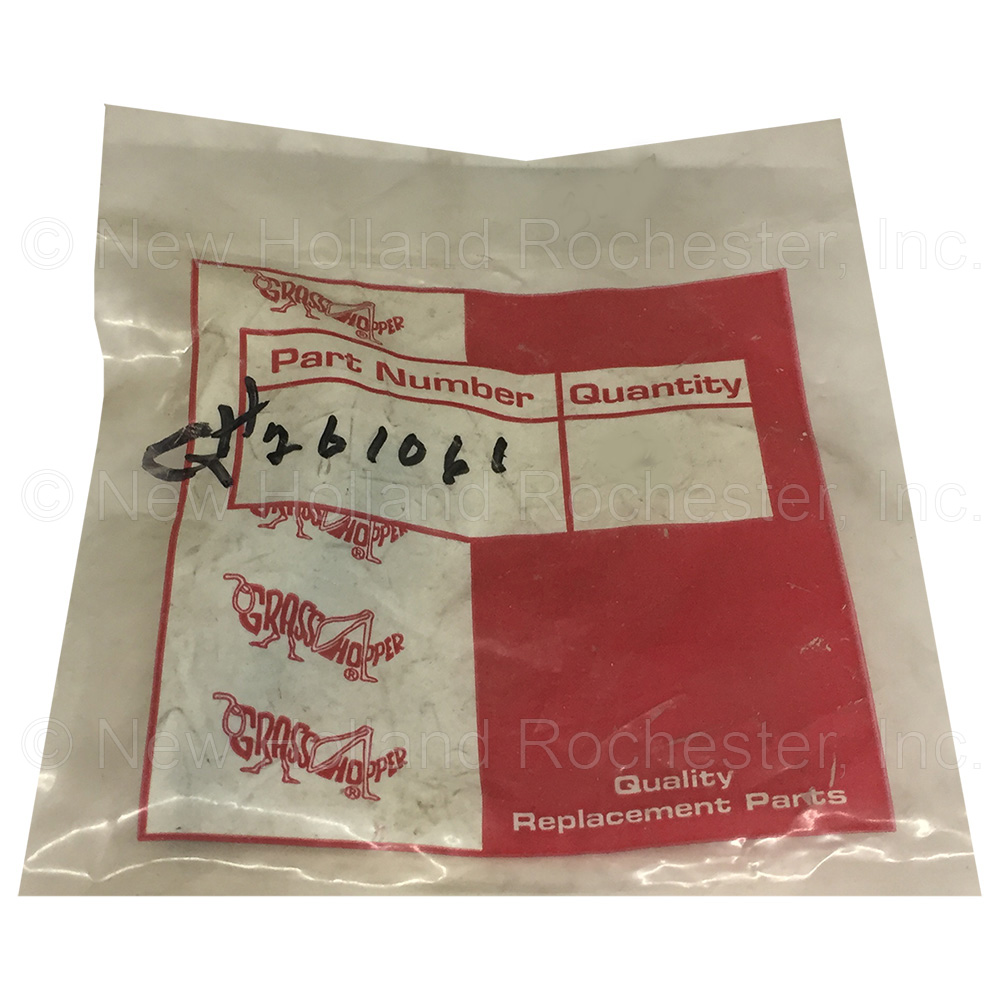 © New Holland Rochester, Inc.
GRASSHOPPER
Part Number
Quantity
GH 261061
© New Holland Rochester, Inc.
GRASSHOPPER®
GRASSHOPPER®
© New Holland Rochester, Inc.
GRASSHOPPER®
Quality
Replacement Parts